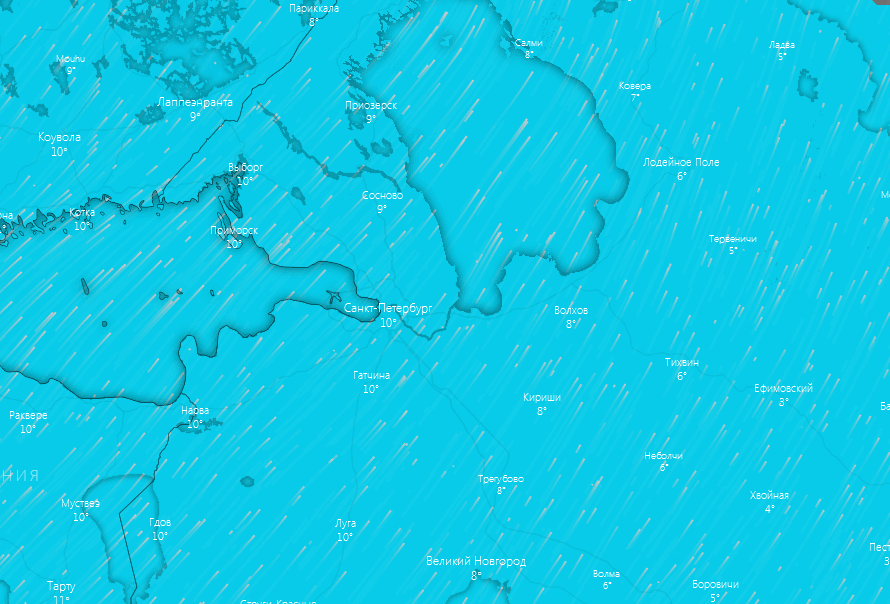 Париккала
8°
Салми
8°
Ладва
5°
Mouhu
9°
Ковера
7°
Лаппеэнранта
9°
Приозерск
9°
Коувола
10°
Выборг
10°
Лодейное Поле
6°
Сосново
9°
Котка
10°
Приморск
10°
Тервеничи
5°
Санкт-Петербург
10°
Волхов
8°
Тихвин
6°
Гатчина
10°
Ефимовский
3°
Кириши
8°
Раквере
10°
Нарва
10°
Неболчи
6°
НИЯ
Трегубово
8°
Хвойная
4°
Муствеэ
10°
Гдов
10°
Луга
10°
Великий Новгород
8°
Волма
6°
Боровичи
5°
Тарту
11°